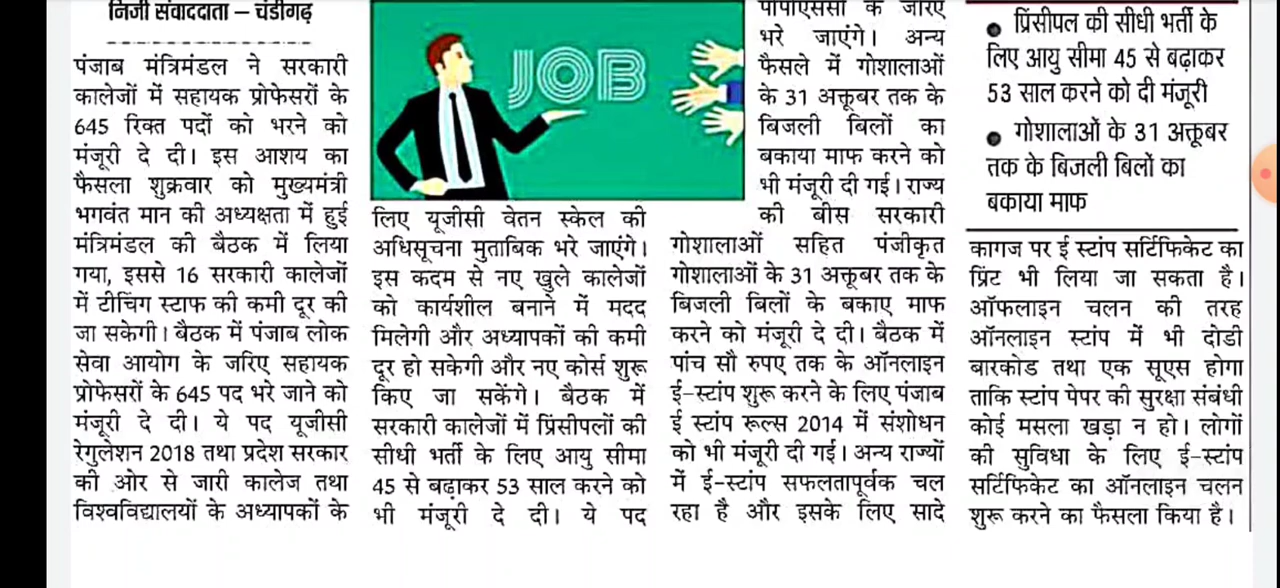 निजी संवाददाता – चंडीगढ़
पंजाब मंत्रिमंडल ने सरकारी
कालेजों में सहायक प्रोफेसरों के
645 रिक्त पदों को भरने को
मंजूरी दे दी। इस आशय का
फैसला शुक्रवार को मुख्यमंत्री
भगवंत मान की अध्यक्षता में हुई
मंत्रिमंडल की बैठक में लिया
गया, इससे 16 सरकारी कालेजों
में टीचिंग स्टाफ की कमी दूर की
जा सकेगी। बैठक में पंजाब लोक
सेवा आयोग के जरिए सहायक
प्रोफेसरों के 645 पद भरे जाने को
मंजूरी दे दी। ये पद यूजीसी
रेगुलेशन 2018 तथा प्रदेश सरकार
की ओर से जारी कालेज तथा
विश्वविद्यालयों के अध्यापकों के
JOB
लिए यूजीसी वेतन स्केल की
अधिसूचना मुताबिक भरे जाएंगे।
इस कदम से नए खुले कालेजों
को कार्यशील बनाने में मदद
मिलेगी और अध्यापकों की कमी
दूर हो सकेगी और नए कोर्स शुरू
किए जा सकेंगे। बैठक में
सरकारी कालेजों में प्रिंसीपलों की
सीधी भर्ती के लिए आयु सीमा
45 से बढ़ाकर 53 साल करने को
भी मंजूरी दे दी। ये पद
पीपीएससी के जरिए
भरे जाएंगे। अन्य
फैसले में गोशालाओं
के 31 अक्तूबर तक के
बिजली बिलों का
बकाया माफ करने को
भी मंजूरी दी गई। राज्य
की बीस सरकारी
गोशालाओं सहित पंजीकृत
गोशालाओं के 31 अक्तूबर तक के
बिजली बिलों के बकाए माफ
करने को मंजूरी दे दी। बैठक में
पांच सौ रुपए तक के ऑनलाइन
ई-स्टांप शुरू करने के लिए पंजाब
ई स्टांप रूल्स 2014 में संशोधन
को भी मंजूरी दी गई। अन्य राज्यों
में ई-स्टांप सफलतापूर्वक चल
रहा है और इसके लिए सादे
● प्रिंसीपल की सीधी भर्ती के
लिए आयु सीमा 45 से बढ़ाकर
53 साल करने को दी मंजूरी
● गोशालाओं के 31 अक्तूबर
तक के बिजली बिलों का
बकाया माफ
कागज पर ई स्टांप सर्टिफिकेट का
प्रिंट भी लिया जा सकता है।
ऑफलाइन चलन की तरह
ऑनलाइन स्टांप में भी दोडी
बारकोड तथा एक सूएस होगा
ताकि स्टांप पेपर की सुरक्षा संबंधी
कोई मसला खड़ा न हो। लोगों
की सुविधा के लिए ई-स्टांप
सर्टिफिकेट का ऑनलाइन चलन
शुरू करने का फैसला किया है।